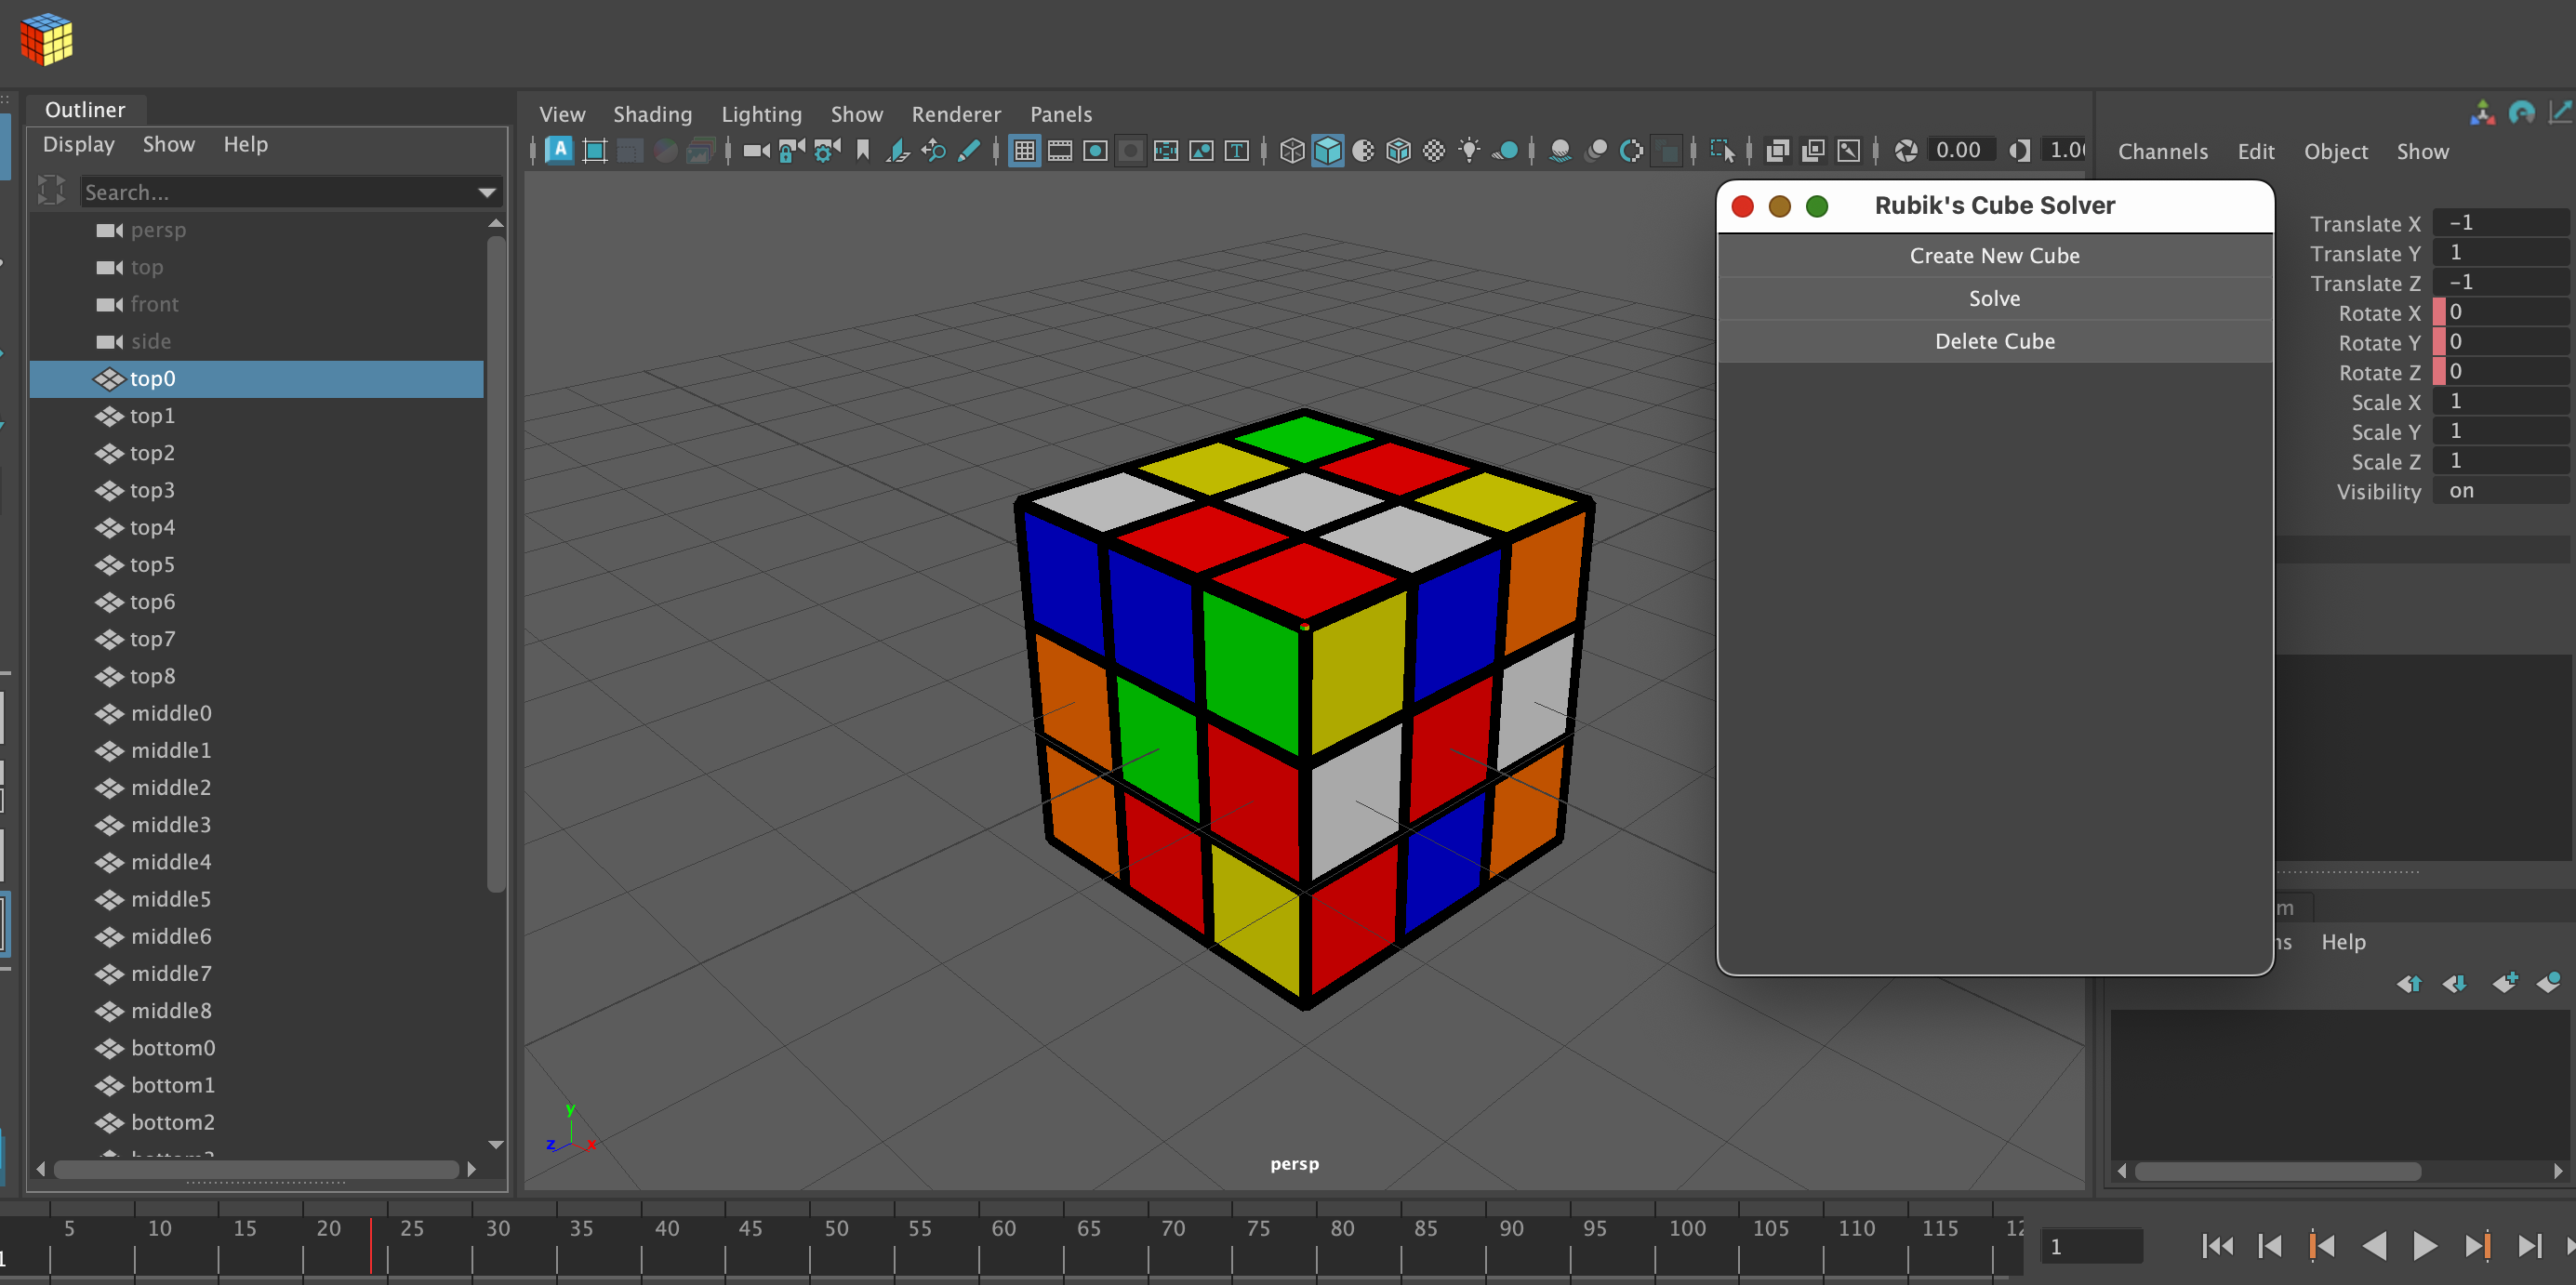 Outliner
Display Show Help
Search...
persp
top
front
side
top0
top1
top2
top3
top4
top5
top6
top7
top8
middle0
middle1
middle2
middle3
middle4
middle5
middle6
middle7
middle8
bottom0
bottom1
bottom2
View Shading Lighting Show Renderer Panels
0.00
y
z x
persp
Rubik's Cube Solver
Create New Cube
Solve
Delete Cube
Channels Edit Object Show
Translate X -1
Translate Y 1
Translate Z -1
Rotate X 0
Rotate Y 0
Rotate Z 0
Scale X 1
Scale Y 1
Scale Z 1
Visibility on
Help
5 10 15 20 25 30 35 40 45 50 55 60 65 70 75 80 85 90 95 100 105 110 115
1